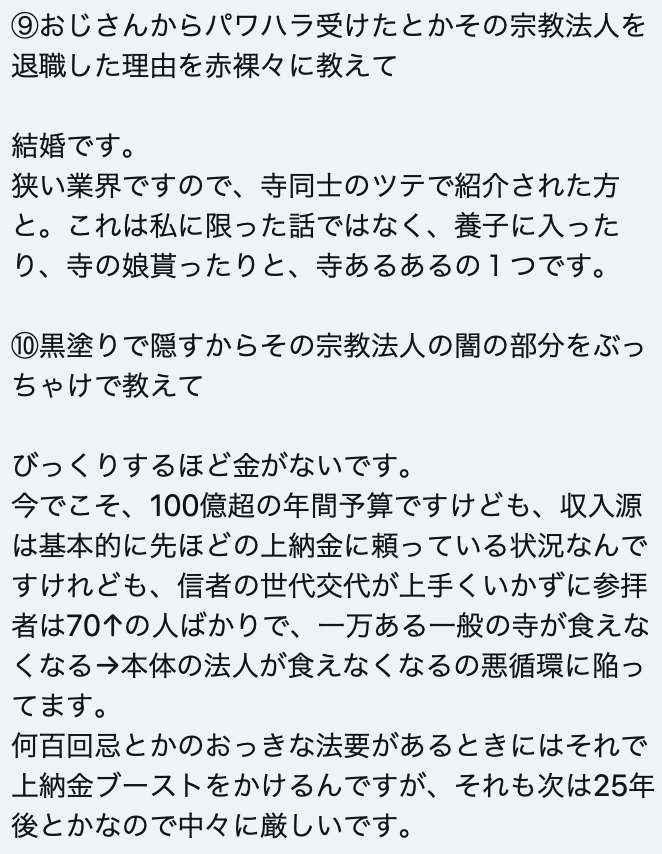 ⑨おじさんからパワハラ受けたとかその宗教法人を
退職した理由を赤裸々に教えて
結婚です。
狭い業界ですので、寺同士のツテで紹介された方
と。これは私に限った話ではなく、養子に入った
り、寺の娘貰ったりと、寺あるあるの1つです。
⑩黒塗りで隠すからその宗教法人の闇の部分をぶっ
ちゃけで教えて
びっくりするほど金がないです。
今でこそ、100億超の年間予算ですけども、収入源
は基本的に先ほどの上納金に頼っている状況なんで
すけれども、信者の世代交代が上手くいかずに参拝
者は70↑の人ばかりで、一万ある一般の寺が食えな
くなる→本体の法人が食えなくなるの悪循環に陥っ
てます。
何百回忌とかのおっきな法要があるときにはそれで
上納金ブーストをかけるんですが、それも次は25年
後とかなので中々に厳しいです。